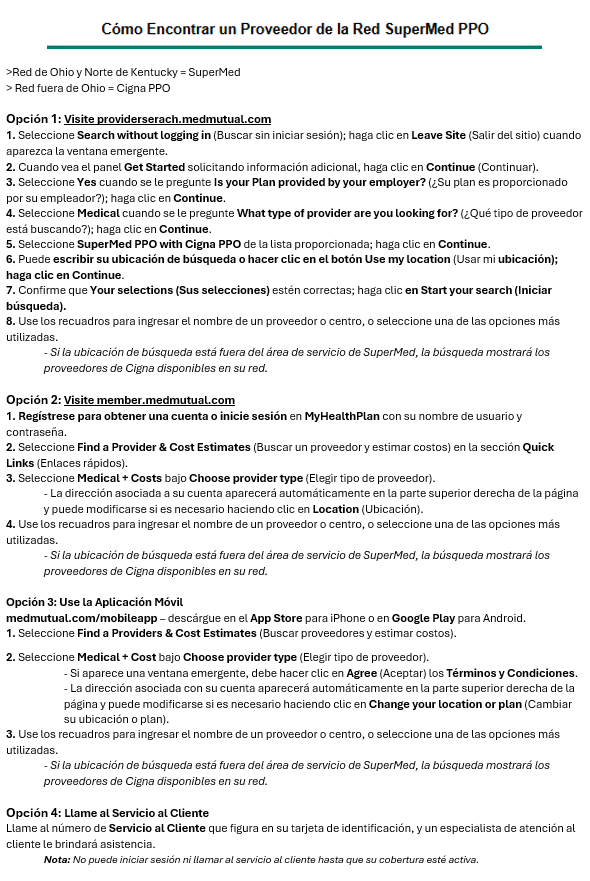 Cómo Encontrar un Proveedor de la Red SuperMed PPO
>Red de Ohio y Norte de Kentucky = SuperMed
> Red fuera de Ohio = Cigna PPO
Opción 1: Visite providerserach.medmutual.com
1. Seleccione Search without logging in (Buscar sin iniciar sesión); haga clic en Leave Site (Salir del sitio) cuando
aparezca la ventana emergente.
2. Cuando vea el panel Get Started solicitando información adicional, haga clic en Continue (Continuar).
3. Seleccione Yes cuando se le pregunte Is your Plan provided by your employer? (¿Su plan es proporcionado
por su empleador?); haga clic en Continue.
4. Seleccione Medical cuando se le pregunte What type of provider are you looking for? (¿Qué tipo de proveedor
está buscando?); haga clic en Continue.
5. Seleccione SuperMed PPO with Cigna PPO de la lista proporcionada; haga clic en Continue.
6. Puede escribir su ubicación de búsqueda o hacer clic en el botón Use my location (Usar mi ubicación);
haga clic en Continue.
7. Confirme que Your selections (Sus selecciones) estén correctas; haga clic en Start your search (Iniciar
búsqueda).
8. Use los recuadros para ingresar el nombre de un proveedor o centro, o seleccione una de las opciones más
utilizadas.
- Si la ubicación de búsqueda está fuera del área de servicio de SuperMed, la búsqueda mostrará los
proveedores de Cigna disponibles en su red.
Opción 2: Visite member.medmutual.com
1. Regístrese para obtener una cuenta o inicie sesión en MyHealthPlan con su nombre de usuario y
contraseña.
2. Seleccione Find a Provider & Cost Estimates (Buscar un proveedor y estimar costos) en la sección Quick
Links (Enlaces rápidos).
3. Seleccione Medical + Costs bajo Choose provider type (Elegir tipo de proveedor).
- La dirección asociada a su cuenta aparecerá automáticamente en la parte superior derecha de la página
y puede modificarse si es necesario haciendo clic en Location (Ubicación).
4. Use los recuadros para ingresar el nombre de un proveedor o centro, o seleccione una de las opciones más
utilizadas.
- Si la ubicación de búsqueda está fuera del área de servicio de SuperMed, la búsqueda mostrará los
proveedores de Cigna disponibles en su red.
Opción 3: Use la Aplicación Móvil
medmutual.com/mobileapp – descárgue en el App Store para iPhone o en Google Play para Android.
1. Seleccione Find a Providers & Cost Estimates (Buscar proveedores y estimar costos).
2. Seleccione Medical + Cost bajo Choose provider type (Elegir tipo de proveedor).
- Si aparece una ventana emergente, debe hacer clic en Agree (Aceptar) los Términos y Condiciones.
- La dirección asociada con su cuenta aparecerá automáticamente en la parte superior derecha de la
página y puede modificarse si es necesario haciendo clic en Change your location or plan (Cambiar
su ubicación o plan).
3. Use los recuadros para ingresar el nombre de un proveedor o centro, o seleccione una de las opciones más
utilizadas.
- Si la ubicación de búsqueda está fuera del área de servicio de SuperMed, la búsqueda mostrará los
proveedores de Cigna disponibles en su red.
Opción 4: Llame al Servicio al Cliente
Llame al número de Servicio al Cliente que figura en su tarjeta de identificación, y un especialista de atención al
cliente le brindará asistencia.
Nota: No puede iniciar sesión ni llamar al servicio al cliente hasta que su cobertura esté activa.